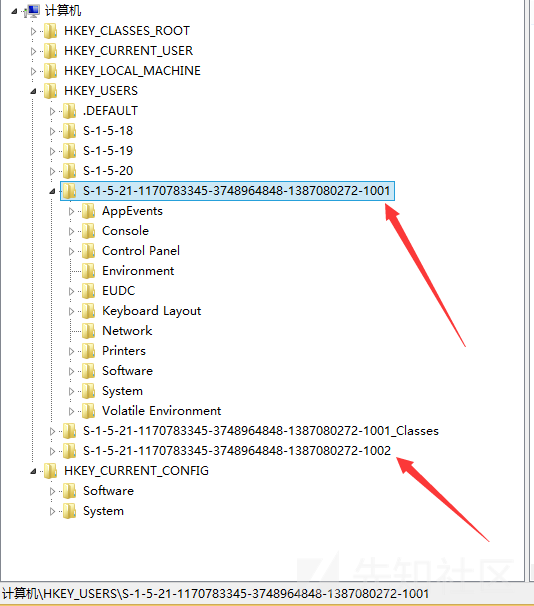 计算机
HKEY_CLASSES_ROOT
HKEY_CURRENT_USER
HKEY_LOCAL_MACHINE
HKEY_USERS
.DEFAULT
S-1-5-18
S-1-5-19
S-1-5-20
S-1-5-21-1170783345-3748964848-1387080272-1001
AppEvents
Console
Control Panel
Environment
EUDC
Keyboard Layout
Network
Printers
Software
System
Volatile Environment
S-1-5-21-1170783345-3748964848-1387080272-1001_Classes
S-1-5-21-1170783345-3748964848-1387080272-1002
HKEY_CURRENT_CONFIG
Software
System
先知社区
计算机\HKEY_USERS\S-1-5-21-1170783345-3748964848-1387080272-1001